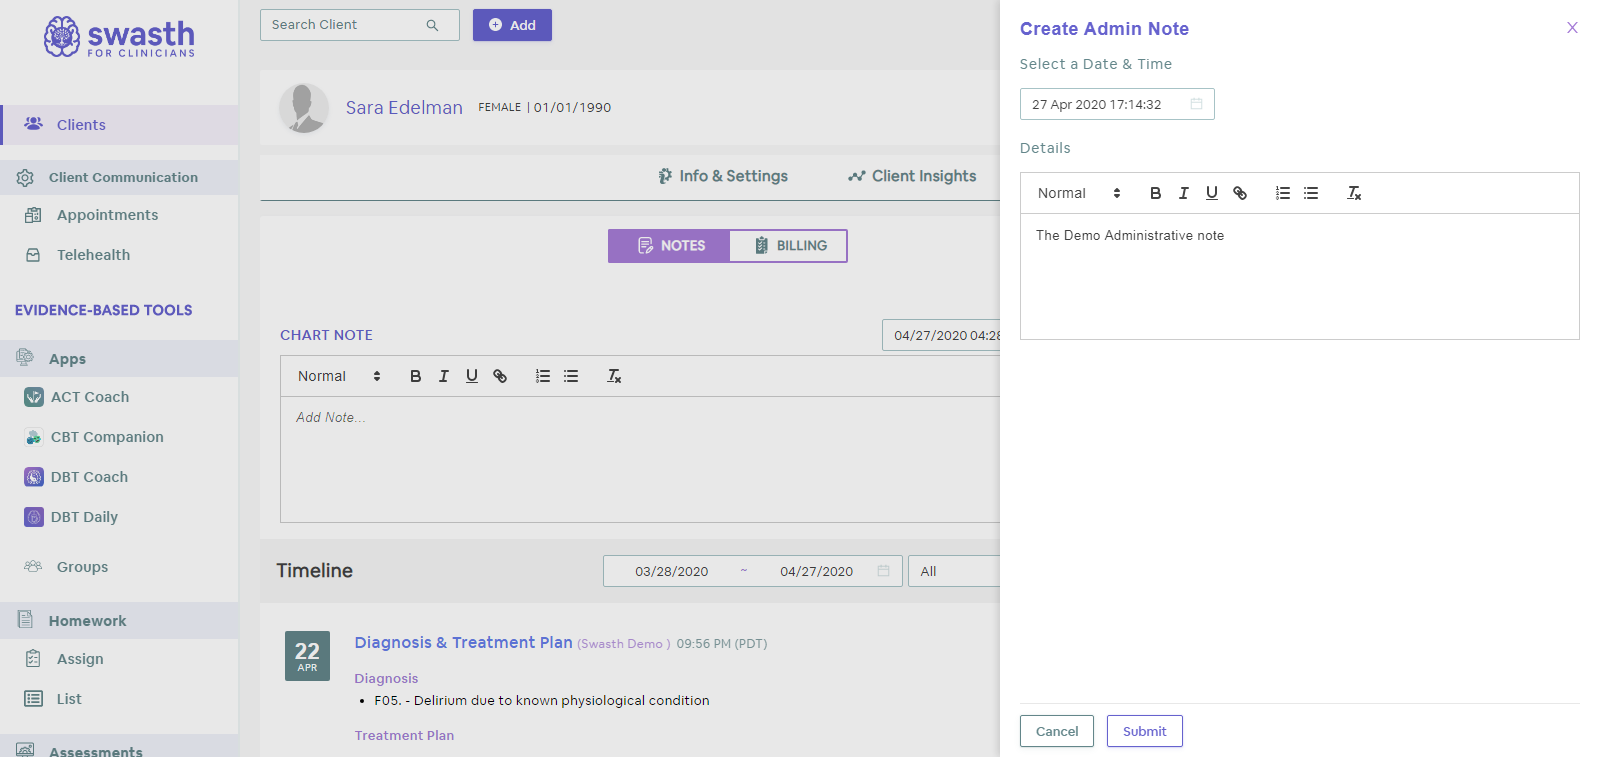 swasth
FOR CLINICIANS
Clients
Client Communication
Appointments
Telehealth
EVIDENCE-BASED TOOLS
Apps
ACT Coach
CBT Companion
DBT Coach
DBT Daily
Groups
Homework
Assign
List
Assessments
Search Client
Add
Sara Edelman FEMALE | 01/01/1990
Info & Settings Client Insights
NOTES BILLING
CHART NOTE 04/27/2020 04:28
Normal B I U
Add Note...
Timeline 03/28/2020 ~ 04/27/2020 All
22
APR
Diagnosis & Treatment Plan (Swasth Demo ) 09:56 PM (PDT)
Diagnosis
• F05. - Delirium due to known physiological condition
Treatment Plan
Create Admin Note X
Select a Date & Time
27 Apr 2020 17:14:32
Details
Normal B I U
The Demo Administrative note
Cancel Submit